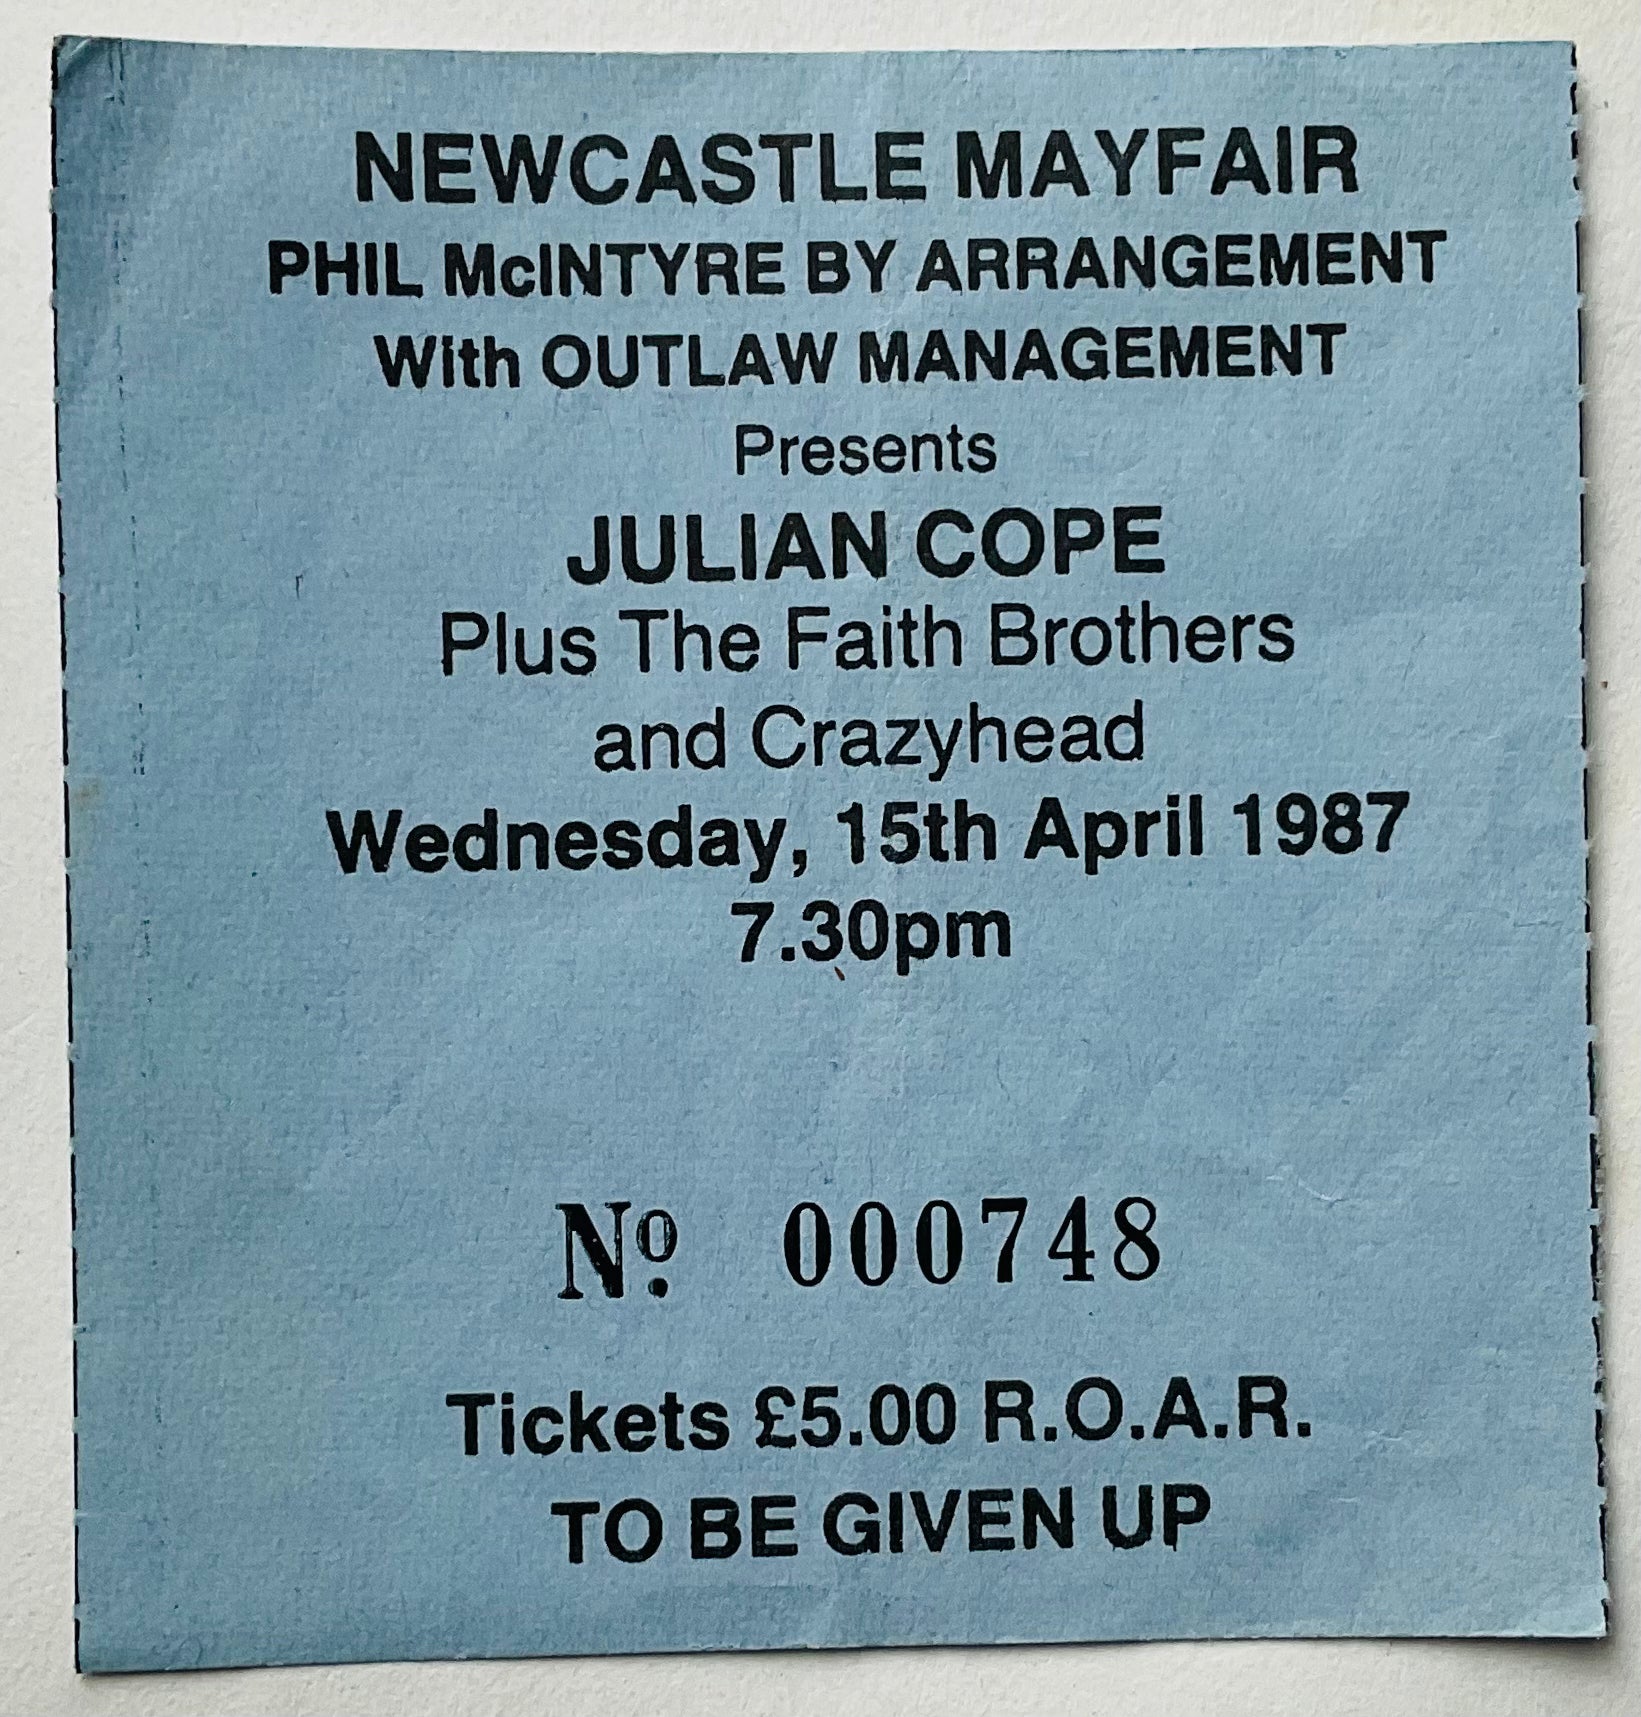 NEWCASTLE MAYFAIR
PHIL McINTYRE BY ARRANGEMENT
With OUTLAW MANAGEMENT
Presents
JULIAN COPE
Plus The Faith Brothers
and Crazyhead
Wednesday, 15th April 1987
7.30pm
Nº. 000748
Tickets £5.00 R.O.A.R.
TO BE GIVEN UP